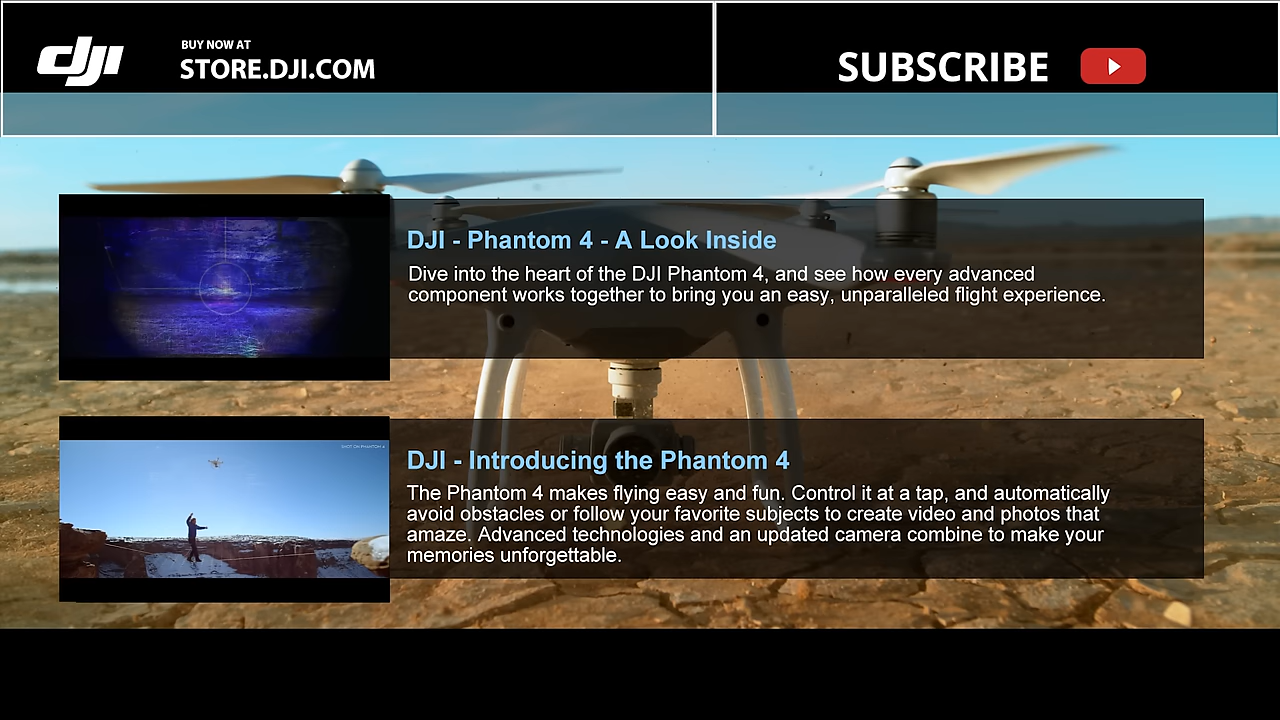 dji
BUY NOW AT
STORE.DJI.COM
SUBSCRIBE
DJI - Phantom 4 - A Look Inside
Dive into the heart of the DJI Phantom 4, and see how every advanced
component works together to bring you an easy, unparalleled flight experience.
SHOT ON PHANTOM 4
DJI - Introducing the Phantom 4
The Phantom 4 makes flying easy and fun. Control it at a tap, and automatically
avoid obstacles or follow your favorite subjects to create video and photos that
amaze. Advanced technologies and an updated camera combine to make your
memories unforgettable.